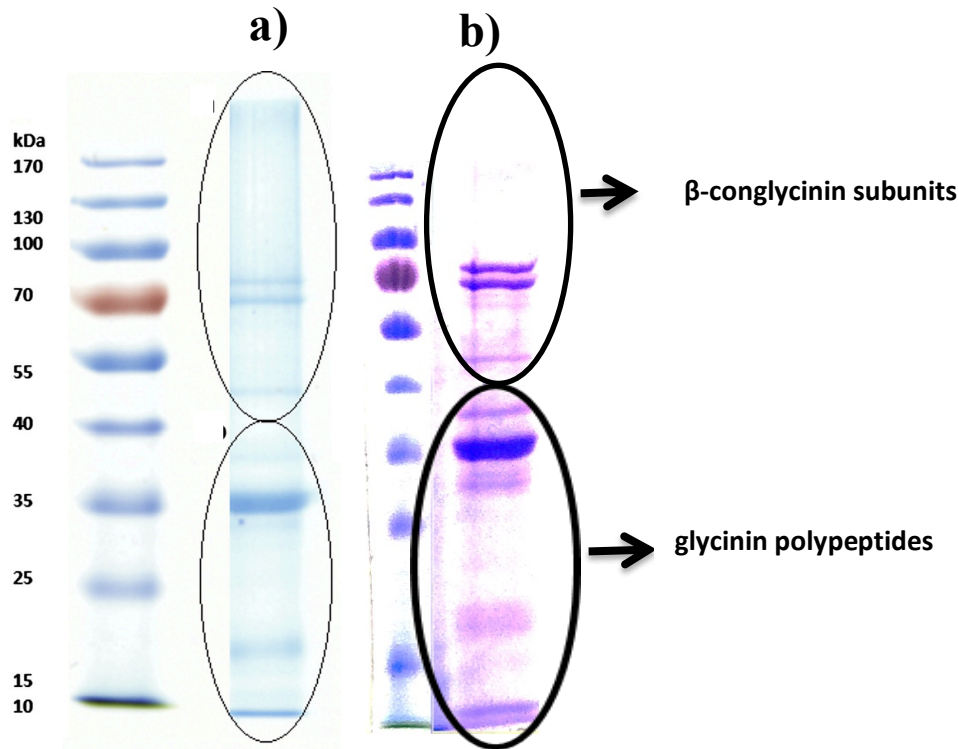 a)
b)
kDa
170
130
100
70
55
40
35
25
15
10
β-conglycinin subunits
glycinin polypeptides